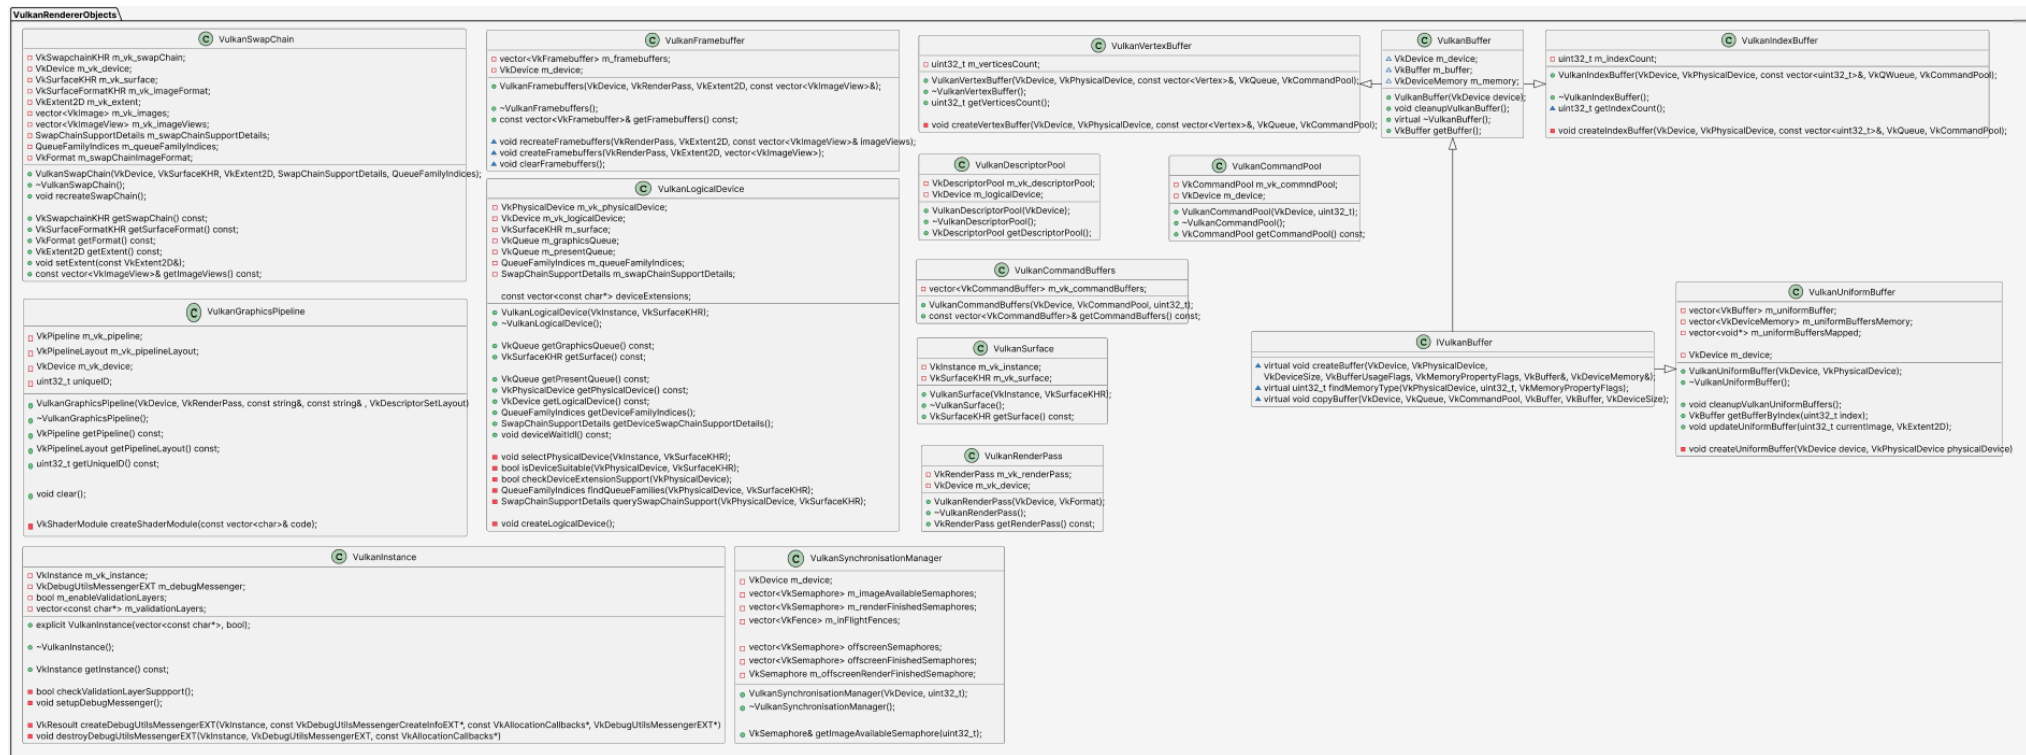 VulkanRendererObjects
VulkanSwapChain
VkSwapchainKHR m_vk_swapChain;
VkDevice m_vk_device;
VkSurfaceKHR m_vk_surface;
VkSurfaceFormatKHR m_vk_imageFormat;
VkExtent2D m_vk_extent;
vector<VkImage> m_vk_images;
vector<VkImageView> m_vk_imageViews;
SwapChainSupportDetails m_swapChainSupportDetails;
QueueFamilyIndices m_queueFamilyIndices;
VkFormat m_swapChainImageFormat;
VulkanSwapChain(VkDevice, VkSurfaceKHR, VkExtent2D, SwapChainSupportDetails, QueueFamilyIndices);
~VulkanSwapChain();
void recreateSwapChain();
VkSwapchainKHR getSwapChain() const;
VkSurfaceFormatKHR getSurfaceFormat() const;
VkFormat getFormat() const;
VkExtent2D getExtent() const;
void setExtent(const VkExtent2D&);
const vector<VkImageView>& getImageViews() const;
VulkanGraphicsPipeline
VkPipeline m_vk_pipeline;
VkPipelineLayout m_vk_pipelineLayout;
VkDevice m_vk_device;
uint32_t uniqueID;
VulkanGraphicsPipeline(VkDevice, VkRenderPass, const string&, const string& , VkDescriptorSetLayout)
~VulkanGraphicsPipeline();
VkPipeline getPipeline() const;
VkPipelineLayout getPipelineLayout() const;
uint32_t getUniqueID() const;
void clear();
VkShaderModule createShaderModule(const vector<char>& code);
VulkanFramebuffer
vector<VkFramebuffer> m_framebuffers;
VkDevice m_device;
VulkanFramebuffers(VkDevice, VkRenderPass, VkExtent2D, const vector<VkImageView>&);
~VulkanFramebuffers();
const vector<VkFramebuffer>& getFramebuffers() const;
void recreateFramebuffers(VkRenderPass, VkExtent2D, const vector<VkImageView>& imageViews);
void createFramebuffers(VkRenderPass, VkExtent2D, vector<VkImageView>);
void clearFramebuffers();
VulkanLogicalDevice
VkPhysicalDevice m_vk_physicalDevice;
VkDevice m_vk_logicalDevice;
VkSurfaceKHR m_surface;
VkQueue m_graphicsQueue;
VkQueue m_presentQueue;
QueueFamilyIndices m_queueFamilyIndices;
SwapChainSupportDetails m_swapChainSupportDetails;
const vector<const char*> deviceExtensions;
VulkanLogicalDevice(VkInstance, VkSurfaceKHR);
~VulkanLogicalDevice();
VkQueue getGraphicsQueue() const;
VkSurfaceKHR getSurface() const;
VkQueue getPresentQueue() const;
VkPhysicalDevice getPhysicalDevice() const;
VkDevice getLogicalDevice() const;
QueueFamilyIndices getDeviceFamilyIndices();
SwapChainSupportDetails getDeviceSwapChainSupportDetails();
void deviceWaitIdl() const;
void selectPhysicalDevice(VkInstance, VkSurfaceKHR);
bool isDeviceSuitable(VkPhysicalDevice, VkSurfaceKHR);
bool checkDeviceExtensionSupport(VkPhysicalDevice);
QueueFamilyIndices findQueueFamilies(VkPhysicalDevice, VkSurfaceKHR);
SwapChainSupportDetails querySwapChainSupport(VkPhysicalDevice, VkSurfaceKHR);
void createLogicalDevice();
VulkanVertexBuffer
uint32_t m_verticesCount;
VulkanVertexBuffer(VkDevice, VkPhysicalDevice, const vector<Vertex>&, VkQueue, VkCommandPool);
~VulkanVertexBuffer();
uint32_t getVerticesCount();
void createVertexBuffer(VkDevice, VkPhysicalDevice, const vector<Vertex>&, VkQueue, VkCommandPool);
VulkanBuffer
VkDevice m_device;
VkBuffer m_buffer;
VkDeviceMemory m_memory;
VulkanBuffer(VkDevice device);
void cleanupVulkanBuffer();
virtual ~VulkanBuffer();
VkBuffer getBuffer();
VulkanIndexBuffer
uint32_t m_indexCount;
VulkanIndexBuffer(VkDevice, VkPhysicalDevice, const vector<uint32_t>&, VkQWueue, VkCommandPool);
~VulkanIndexBuffer();
uint32_t getIndexCount();
void createIndexBuffer(VkDevice, VkPhysicalDevice, const vector<uint32_t>&, VkQueue, VkCommandPool);
VulkanDescriptorPool
VkDescriptorPool m_vk_descriptorPool;
VkDevice m_logicalDevice;
VulkanDescriptorPool(VkDevice);
~VulkanDescriptorPool();
VkDescriptorPool getDescriptorPool();
VulkanCommandPool
VkCommandPool m_vk_commndPool;
VkDevice m_device;
VulkanCommandPool(VkDevice, uint32_t);
~VulkanCommandPool();
VkCommandPool getCommandPool() const;
VulkanCommandBuffers
vector<VkCommandBuffer> m_vk_commandBuffers;
VulkanCommandBuffers(VkDevice, VkCommandPool, uint32_t);
const vector<VkCommandBuffer>& getCommandBuffers() const;
VulkanSurface
VkInstance m_vk_instance;
VkSurfaceKHR m_vk_surface;
VulkanSurface(VkInstance, VkSurfaceKHR);
~VulkanSurface();
VkSurfaceKHR getSurface() const;
IVulkanBuffer
virtual void createBuffer(VkDevice, VkPhysicalDevice,
VkDeviceSize, VkBufferUsageFlags, VkMemoryPropertyFlags, VkBuffer&, VkDeviceMemory&);
virtual uint32_t findMemoryType(VkPhysicalDevice, uint32_t, VkMemoryPropertyFlags);
virtual void copyBuffer(VkDevice, VkQueue, VkCommandPool, VkBuffer, VkBuffer, VkDeviceSize);
VulkanUniformBuffer
vector<VkBuffer> m_uniformBuffer;
vector<VkDeviceMemory> m_uniformBuffersMemory;
vector<void*> m_uniformBuffersMapped;
VkDevice m_device;
VulkanUniformBuffer(VkDevice, VkPhysicalDevice);
~VulkanUniformBuffer();
void cleanupVulkanUniformBuffers();
VkBuffer getBufferByIndex(uint32_t index);
void updateUniformBuffer(uint32_t currentImage, VkExtent2D);
void createUniformBuffer(VkDevice device, VkPhysicalDevice physicalDevice)
VulkanRenderPass
VkRenderPass m_vk_renderPass;
VkDevice m_vk_device;
VulkanRenderPass(VkDevice, VkFormat);
~VulkanRenderPass();
VkRenderPass getRenderPass() const;
VulkanInstance
VkInstance m_vk_instance;
VkDebugUtilsMessengerEXT m_debugMessenger;
bool m_enableValidationLayers;
vector<const char*> m_validationLayers;
explicit VulkanInstance(vector<const char*>, bool);
~VulkanInstance();
VkInstance getInstance() const;
bool checkValidationLayerSuppport();
void setupDebugMessenger();
VkResoult createDebugUtilsMessengerEXT(VkInstance, const VkDebugUtilsMessengerCreateInfoEXT*, const VkAllocationCallbacks*, VkDebugUtilsMessengerEXT*)
void destroyDebugUtilsMessengerEXT(VkInstance, VkDebugUtilsMessengerEXT, const VkAllocationCallbacks*)
VulkanSynchronisationManager
VkDevice m_device;
vector<VkSemaphore> m_imageAvailableSemaphores;
vector<VkSemaphore> m_renderFinishedSemaphores;
vector<VkFence> m_inFlightFences;
vector<VkSemaphore> offscreenSemaphores;
vector<VkSemaphore> offscreenFinishedSemaphores;
VkSemaphore m_offscreenRenderFinishedSemaphore;
VulkanSynchronisationManager(VkDevice, uint32_t);
~VulkanSynchronisationManager();
VkSemaphore& getImageAvailableSemaphore(uint32_t);